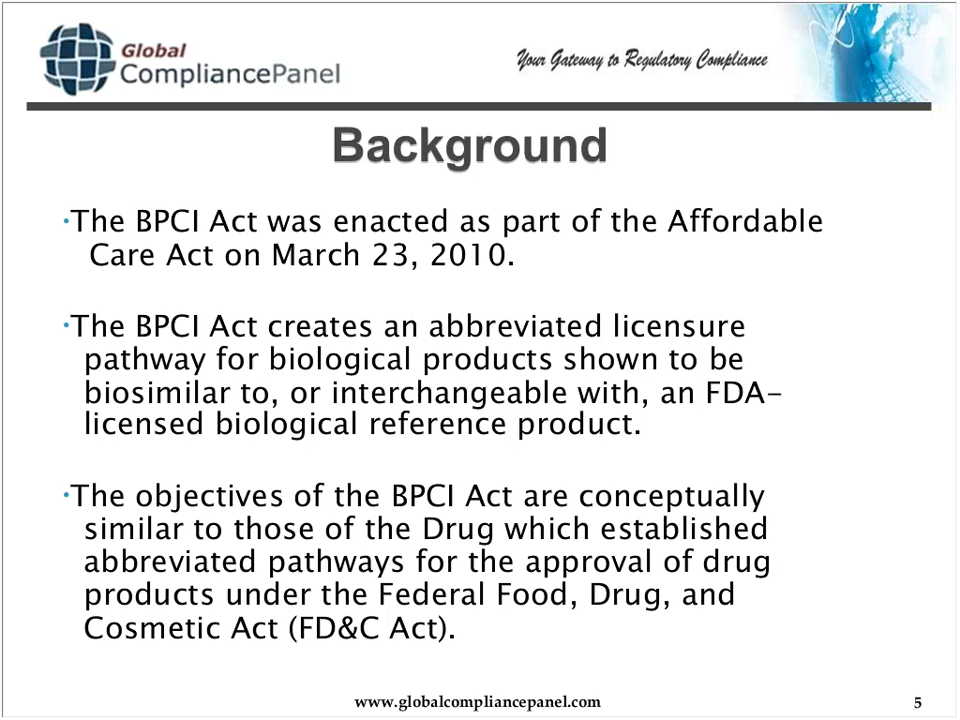 Global
CompliancePanel
Your Gateway to Regulatory Compliance
Background
·The BPCI Act was enacted as part of the Affordable
Care Act on March 23, 2010.
·The BPCI Act creates an abbreviated licensure
pathway for biological products shown to be
biosimilar to, or interchangeable with, an FDA-
licensed biological reference product.
·The objectives of the BPCI Act are conceptually
similar to those of the Drug which established
abbreviated pathways for the approval of drug
products under the Federal Food, Drug, and
Cosmetic Act (FD&C Act).
www.globalcompliancepanel.com
5